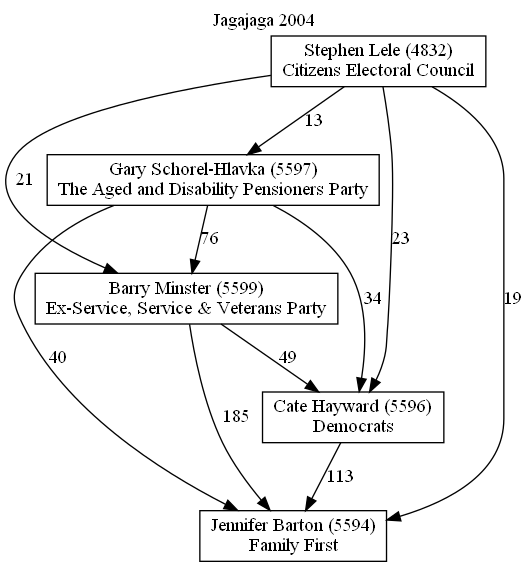 Jagajaga 2004
Stephen Lele (4832)
Citizens Electoral Council
13
Gary Schorel-Hlavka (5597)
The Aged and Disability Pensioners Party
21
76
23
Barry Minster (5599)
Ex-Service, Service & Veterans Party
34
19
40
49
Cate Hayward (5596)
Democrats
185
113
Jennifer Barton (5594)
Family First